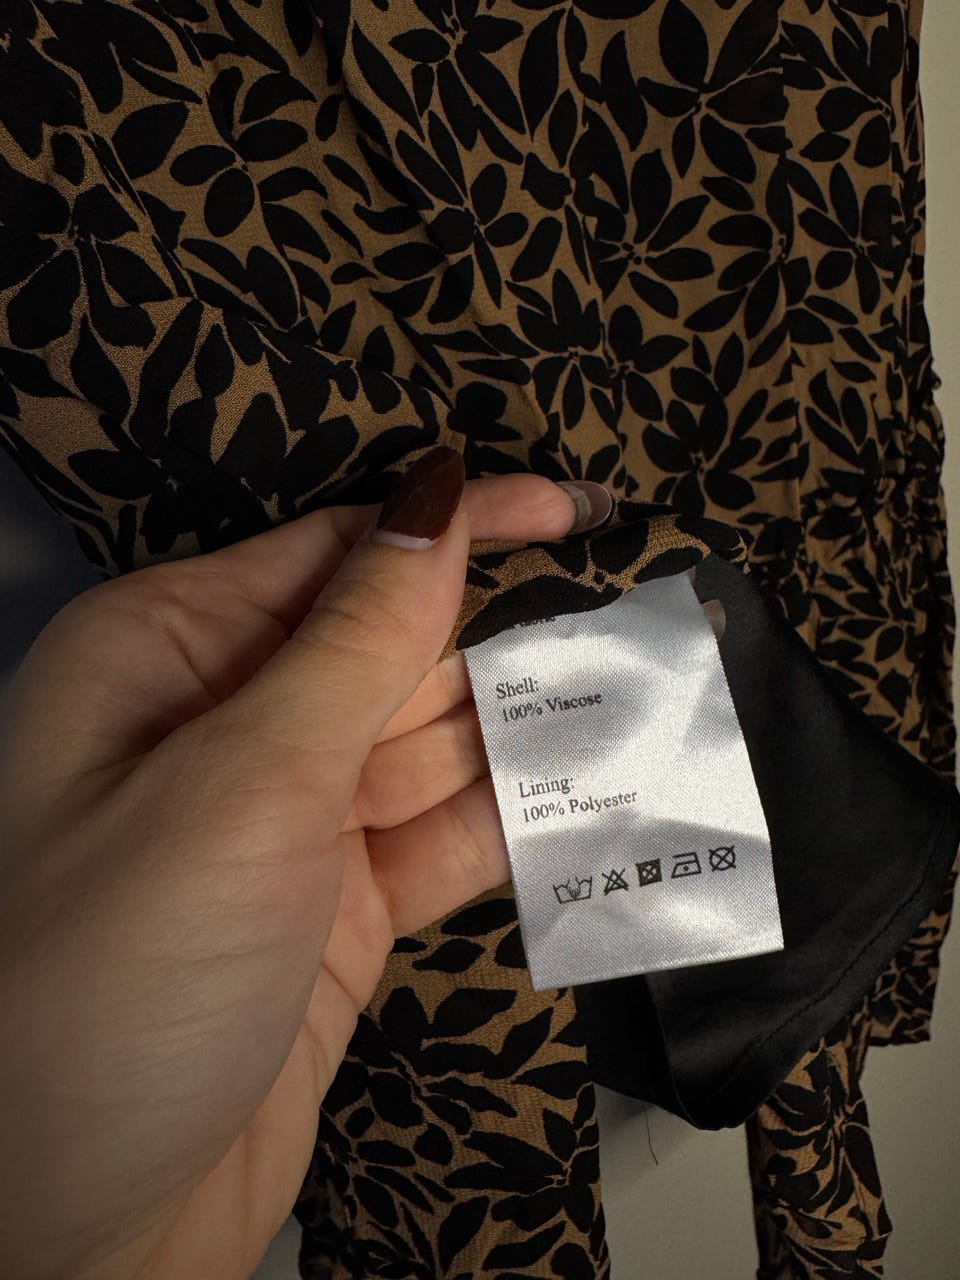 Shell:
100% Viscose
Lining:
100% Polyester